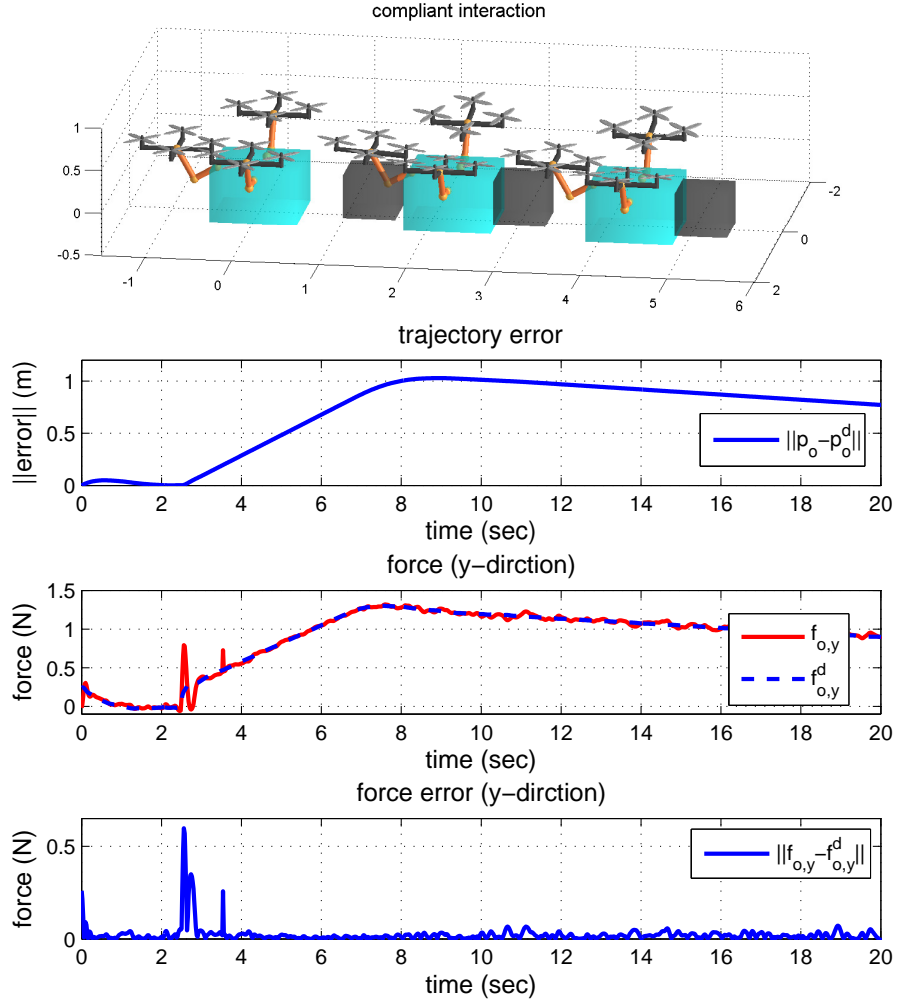 compliant interaction
1
0.5
0
-0.5
-1
0
1
2
3
4
5
6
-2
0
2
trajectory error
||error|| (m)
1
0.5
0
||p_o−p_o^d||
0 2 4 6 8 10 12 14 16 18 20
time (sec)
force (y−dirction)
force (N)
1.5
1
0.5
0
f_{o,y}
f_{o,y}^d
0 2 4 6 8 10 12 14 16 18 20
time (sec)
force error (y−dirction)
force (N)
0.5
0
||f_{o,y}−f_{o,y}^d||
0 2 4 6 8 10 12 14 16 18 20
time (sec)